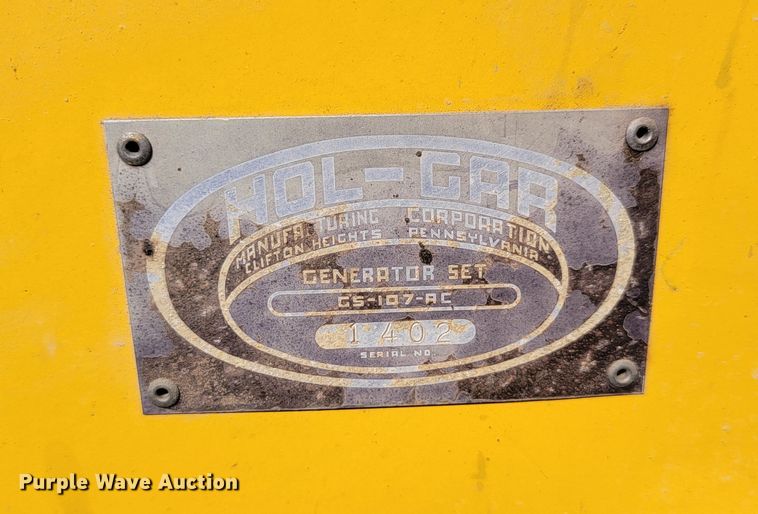 HOL-GAR
MANUFACTURING CORPORATION
CLIFTON HEIGHTS PENNSYLVANIA
GENERATOR SET
GS-107-AC
1402
SERIAL NO.
Purple Wave Auction